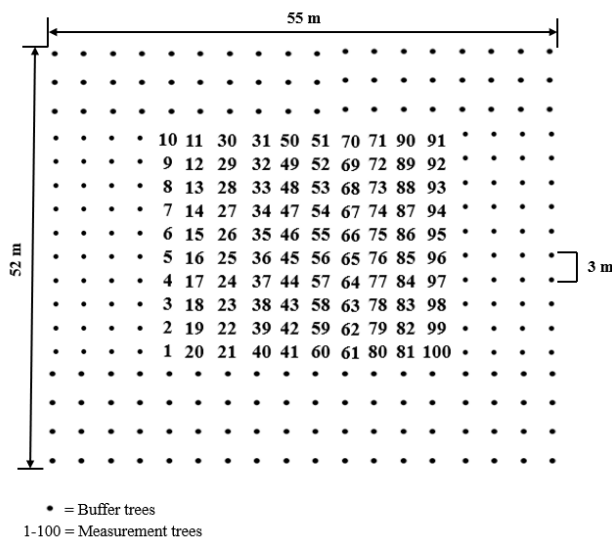 55 m
10 11 30 31 50 51 70 71 90 91
9 12 29 32 49 52 69 72 89 92
8 13 28 33 48 53 68 73 88 93
7 14 27 34 47 54 67 74 87 94
6 15 26 35 46 55 66 75 86 95
5 16 25 36 45 56 65 76 85 96
4 17 24 37 44 57 64 77 84 97
3 18 23 38 43 58 63 78 83 98
2 19 22 39 42 59 62 79 82 99
1 20 21 40 41 60 61 80 81 100
52 m
3 m
• = Buffer trees
1-100 = Measurement trees